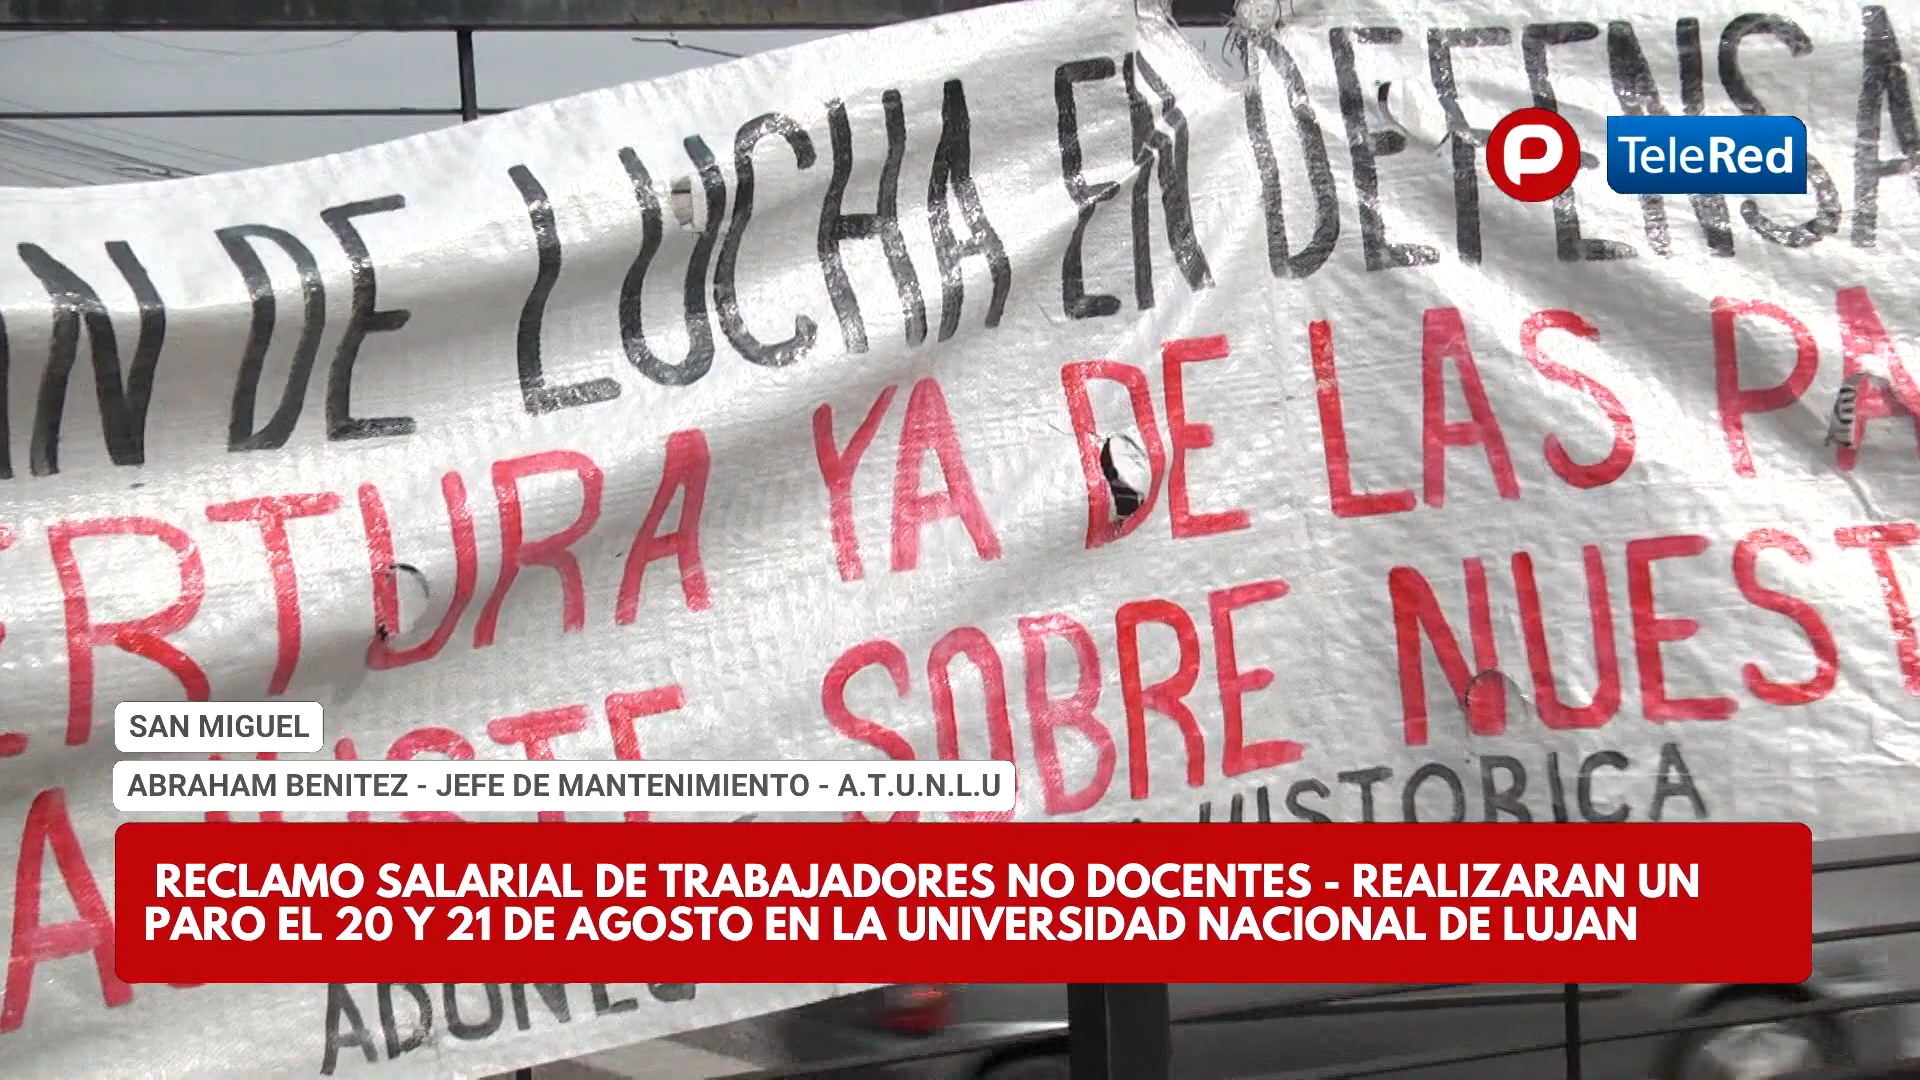 N DE LUCHA EN DEFENSA
P TeleRed
ERTURA YA DE LAS PA
AJUSTE SOBRE NUEST
HISTORICA
SAN MIGUEL
ABRAHAM BENITEZ - JEFE DE MANTENIMIENTO - A.T.U.N.L.U
RECLAMO SALARIAL DE TRABAJADORES NO DOCENTES - REALIZARAN UN
PARO EL 20 Y 21 DE AGOSTO EN LA UNIVERSIDAD NACIONAL DE LUJAN